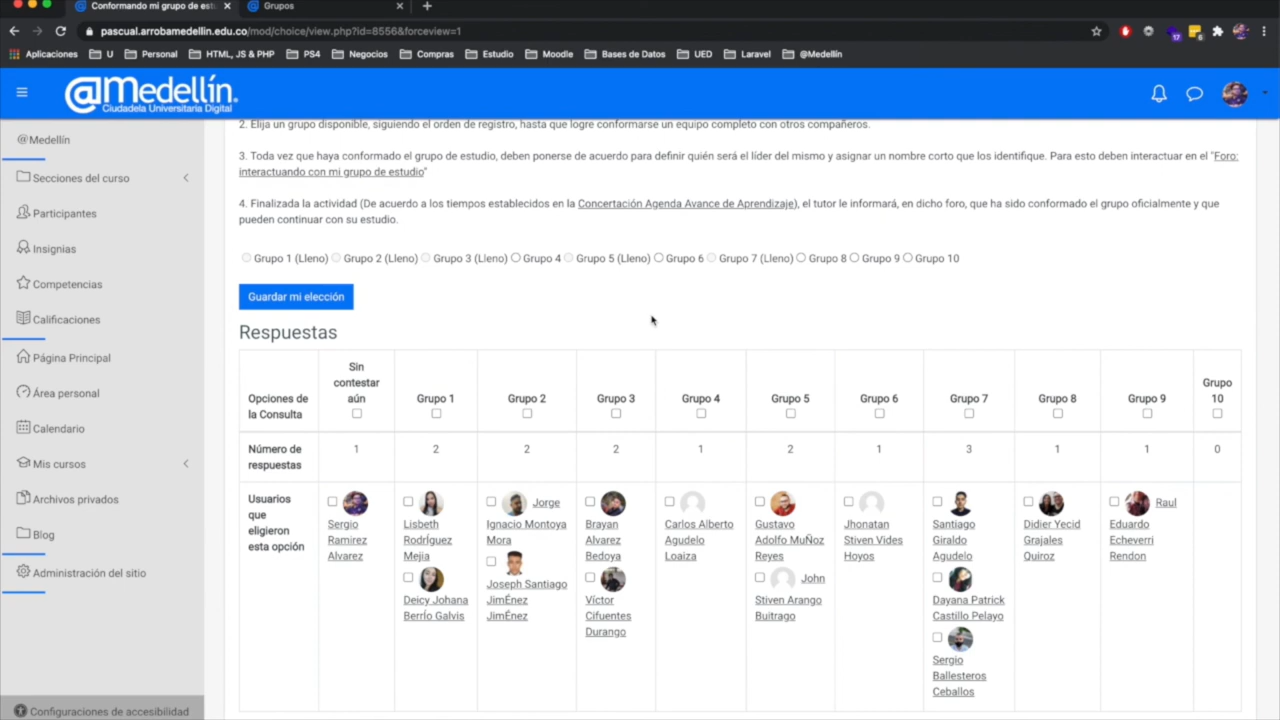 Conformando mi grupo de est
Grupos
pascual.arrobamedellin.edu.co/mod/choice/view.php?id=8556&forceview=1
Aplicaciones U Personal HTML, JS & PHP PS4 Negocios Compras Estudio Moodle Bases de Datos UED Laravel @Medellín
@Medellín
Ciudadela Universitaria Digital
@Medellín
Secciones del curso
Participantes
Insignias
Competencias
Calificaciones
Página Principal
Área personal
Calendario
Mis cursos
Archivos privados
Blog
Administración del sitio
Configuraciones de accesibilidad
2. Elija un grupo disponible, siguiendo el orden de registro, hasta que logre conformarse un equipo completo con otros compañeros.
3. Toda vez que haya conformado el grupo de estudio, deben ponerse de acuerdo para definir quién será el líder del mismo y asignar un nombre corto que los identifique. Para esto deben interactuar en el "Foro:
interactuando con mi grupo de estudio"
4. Finalizada la actividad (De acuerdo a los tiempos establecidos en la Concertación Agenda Avance de Aprendizaje), el tutor le informará, en dicho foro, que ha sido conformado el grupo oficialmente y que
pueden continuar con su estudio.
Grupo 1 (Lleno) Grupo 2 (Lleno) Grupo 3 (Lleno) Grupo 4 Grupo 5 (Lleno) Grupo 6 Grupo 7 (Lleno) Grupo 8 Grupo 9 Grupo 10
Guardar mi elección
Respuestas
Opciones de
la Consulta
Sin
contestar
aún
Grupo 1
Grupo 2
Grupo 3
Grupo 4
Grupo 5
Grupo 6
Grupo 7
Grupo 8
Grupo 9
Grupo
10
Número de
respuestas
1 2 2 2 1 2 1 3 1 1 0
Usuarios
que
eligieron
esta opción
Sergio
Ramirez
Alvarez
Lisbeth
RodrÍguez
Mejia
Deicy Johana
BerrÍo Galvis
Jorge
Ignacio Montoya
Mora
Joseph Santiago
JimÉnez
JimÉnez
Brayan
Alvarez
Bedoya
Víctor
Cifuentes
Durango
Carlos Alberto
Agudelo
Loaiza
Gustavo
Adolfo MuÑoz
Reyes
John
Stiven Arango
Buitrago
Jhonatan
Stiven Vides
Hoyos
Santiago
Giraldo
Agudelo
Dayana Patrick
Castillo Pelayo
Sergio
Ballesteros
Ceballos
Didier Yecid
Grajales
Quiroz
Raul
Eduardo
Echeverri
Rendon